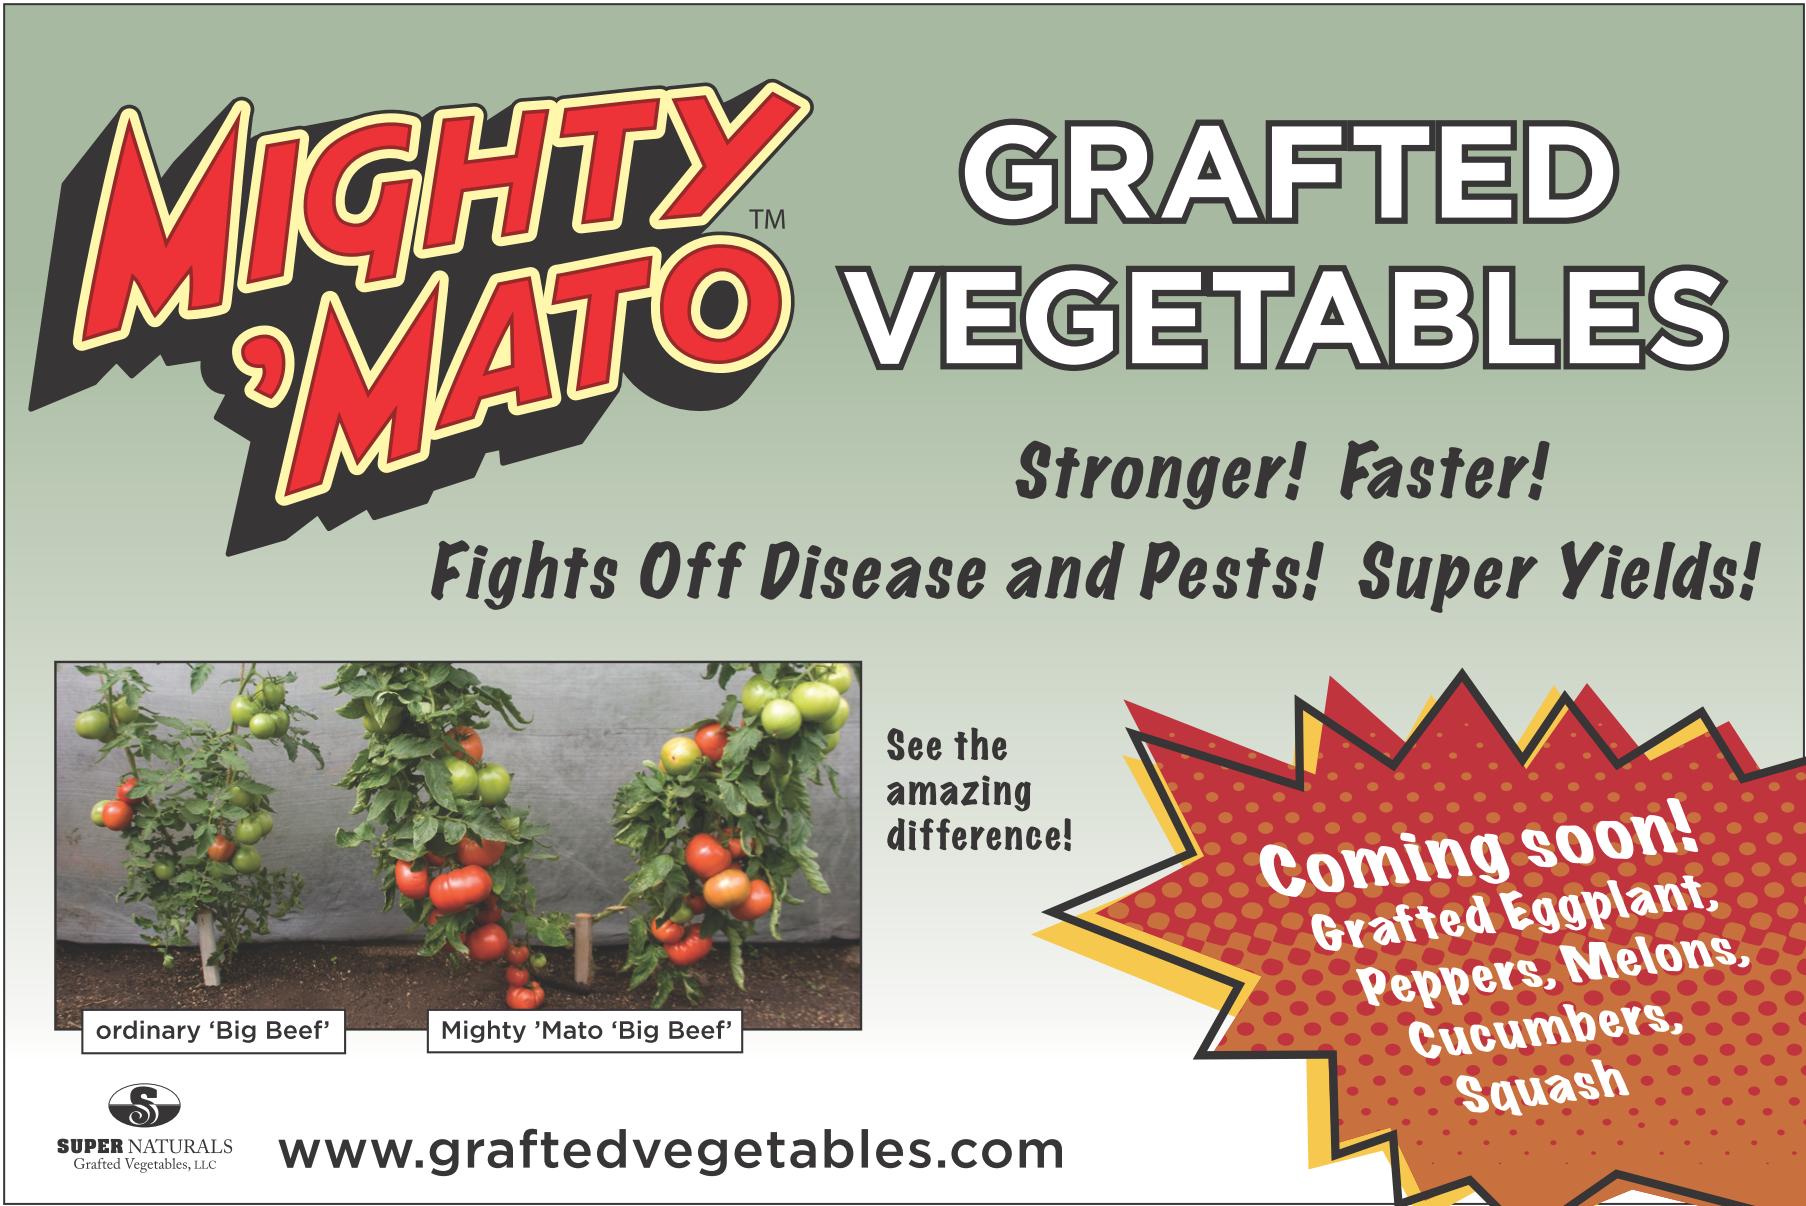 MIGHTY
’MATO
TM
GRAFTED
VEGETABLES
Stronger! Faster!
Fights Off Disease and Pests! Super Yields!
See the
amazing
difference!
ordinary ‘Big Beef’
Mighty ’Mato ‘Big Beef’
Coming soon!
Grafted Eggplant,
Peppers, Melons,
Cucumbers,
Squash
S
SUPER NATURALS
Grafted Vegetables, LLC
www.graftedvegetables.com